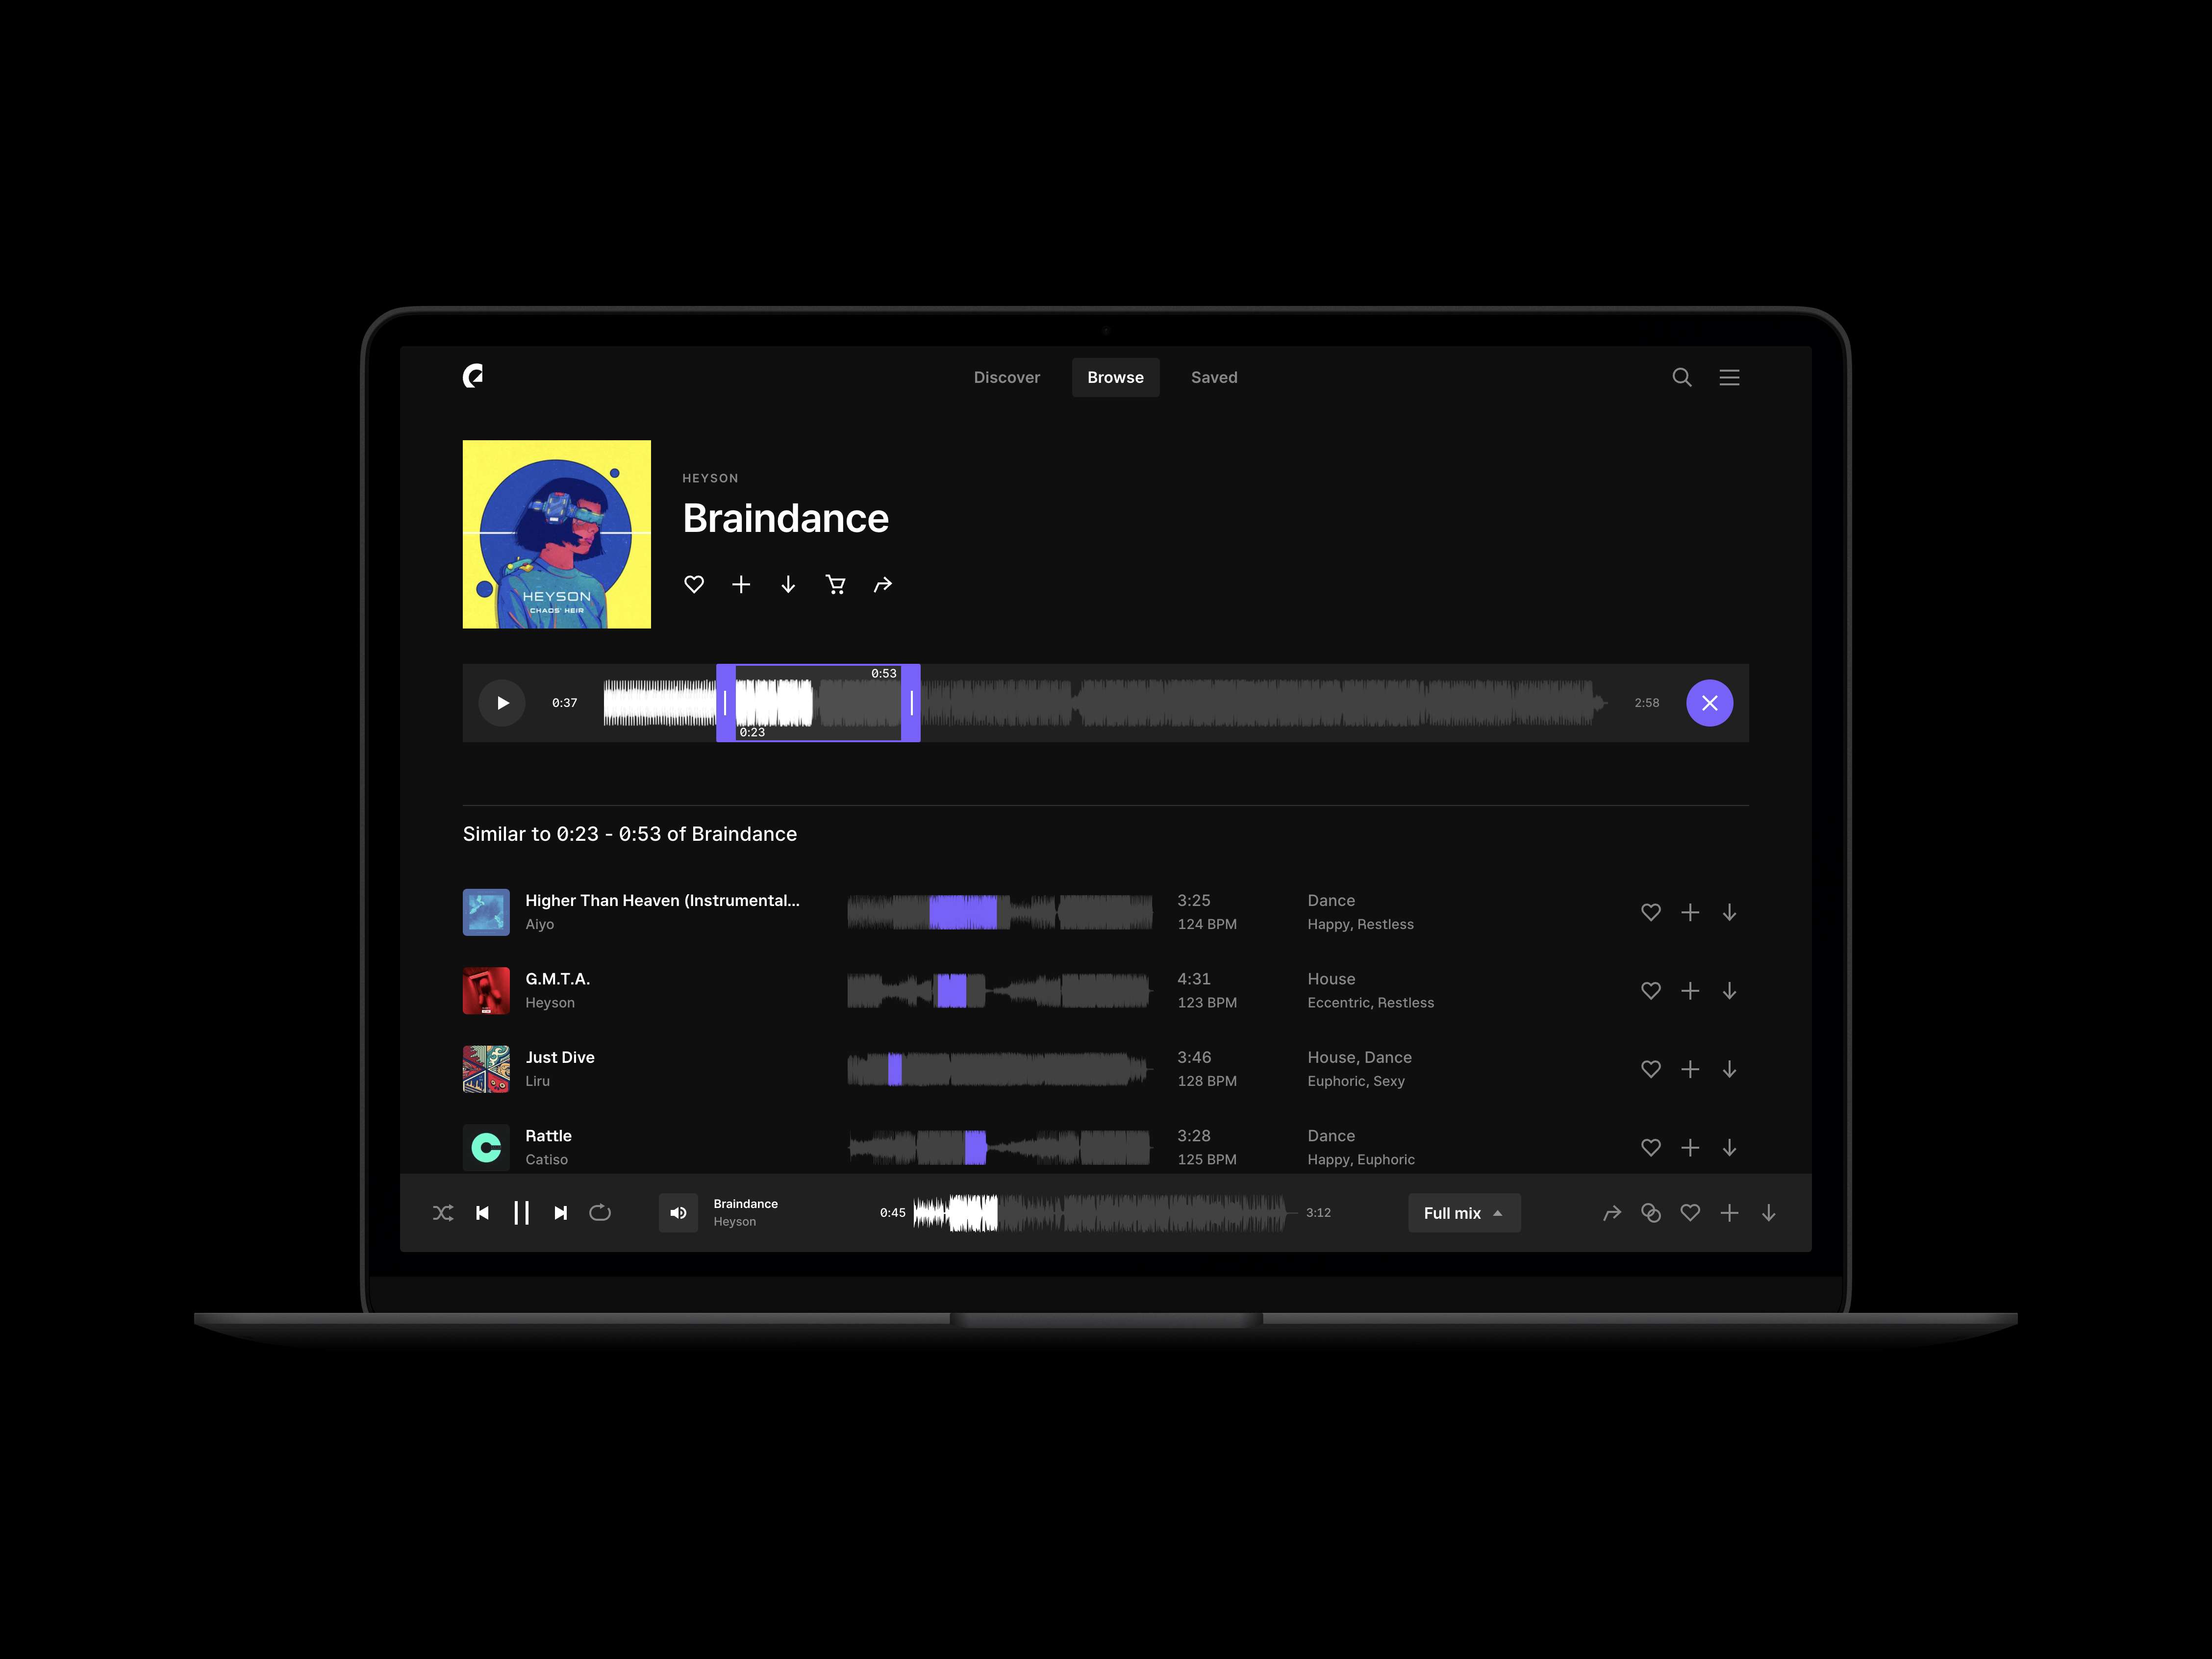 Discover
Browse
Saved
HEYSON
Braindance
HEYSON
CHAOS' HEIR
0:37
0:53
0:23
2:58
Similar to 0:23 - 0:53 of Braindance
Higher Than Heaven (Instrumental...
Aiyo
3:25
124 BPM
Dance
Happy, Restless
G.M.T.A.
Heyson
4:31
123 BPM
House
Eccentric, Restless
Just Dive
Liru
3:46
128 BPM
House, Dance
Euphoric, Sexy
Rattle
Catiso
3:28
125 BPM
Dance
Happy, Euphoric
Braindance
Heyson
0:45
3:12
Full mix